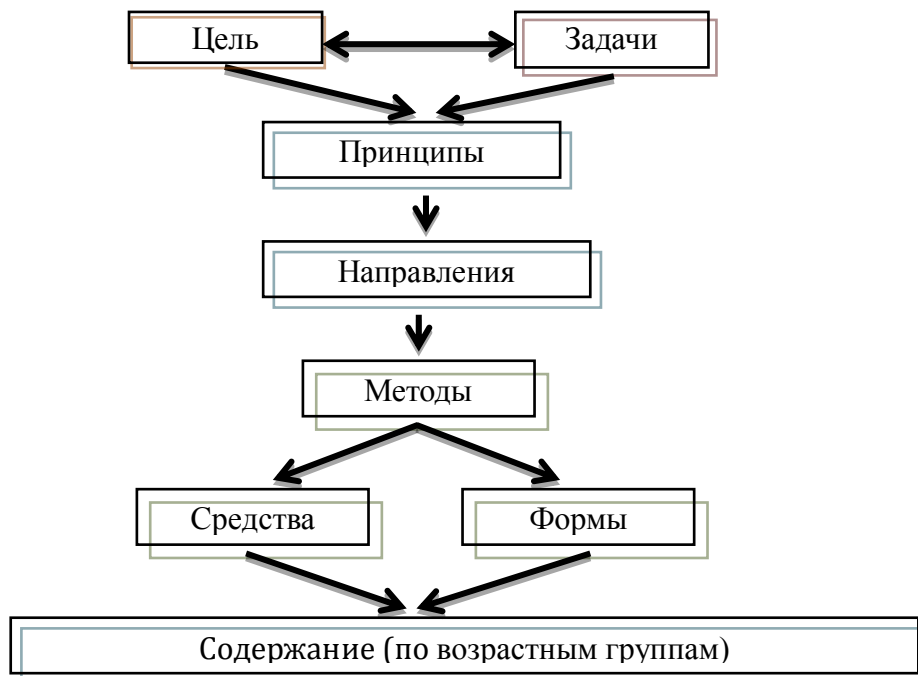 Цель
Задачи
Принципы
Направления
Методы
Средства
Формы
Содержание (по возрастным группам)